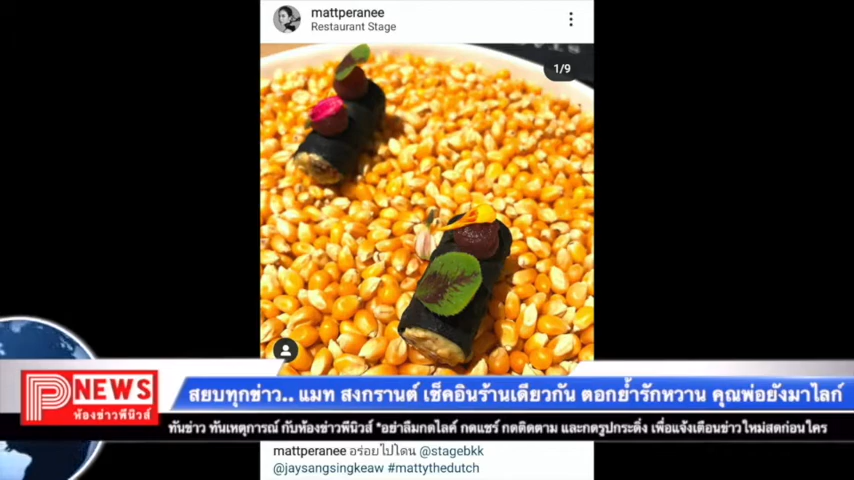 mattperanee
Restaurant Stage
1/9
P NEWS
ห้องข่าวพีนิวส์
สยบทุกข่าว.. แมท สงกรานต์ เช็คอินร้านเดียวกัน ตอกย้ำรักหวาน คุณพ่อยังมาไลก์
ทันข่าว ทันเหตุการณ์ กับห้องข่าวพีนิวส์ "อย่าลืมกดไลค์ กดแชร์ กดติดตาม และกดรูปกระดิ่ง เพื่อแจ้งเตือนข่าวใหม่สดก่อนใคร
mattperanee อร่อยไปโดน @stagebkk
@jaysangsingkaew #mattythedutch